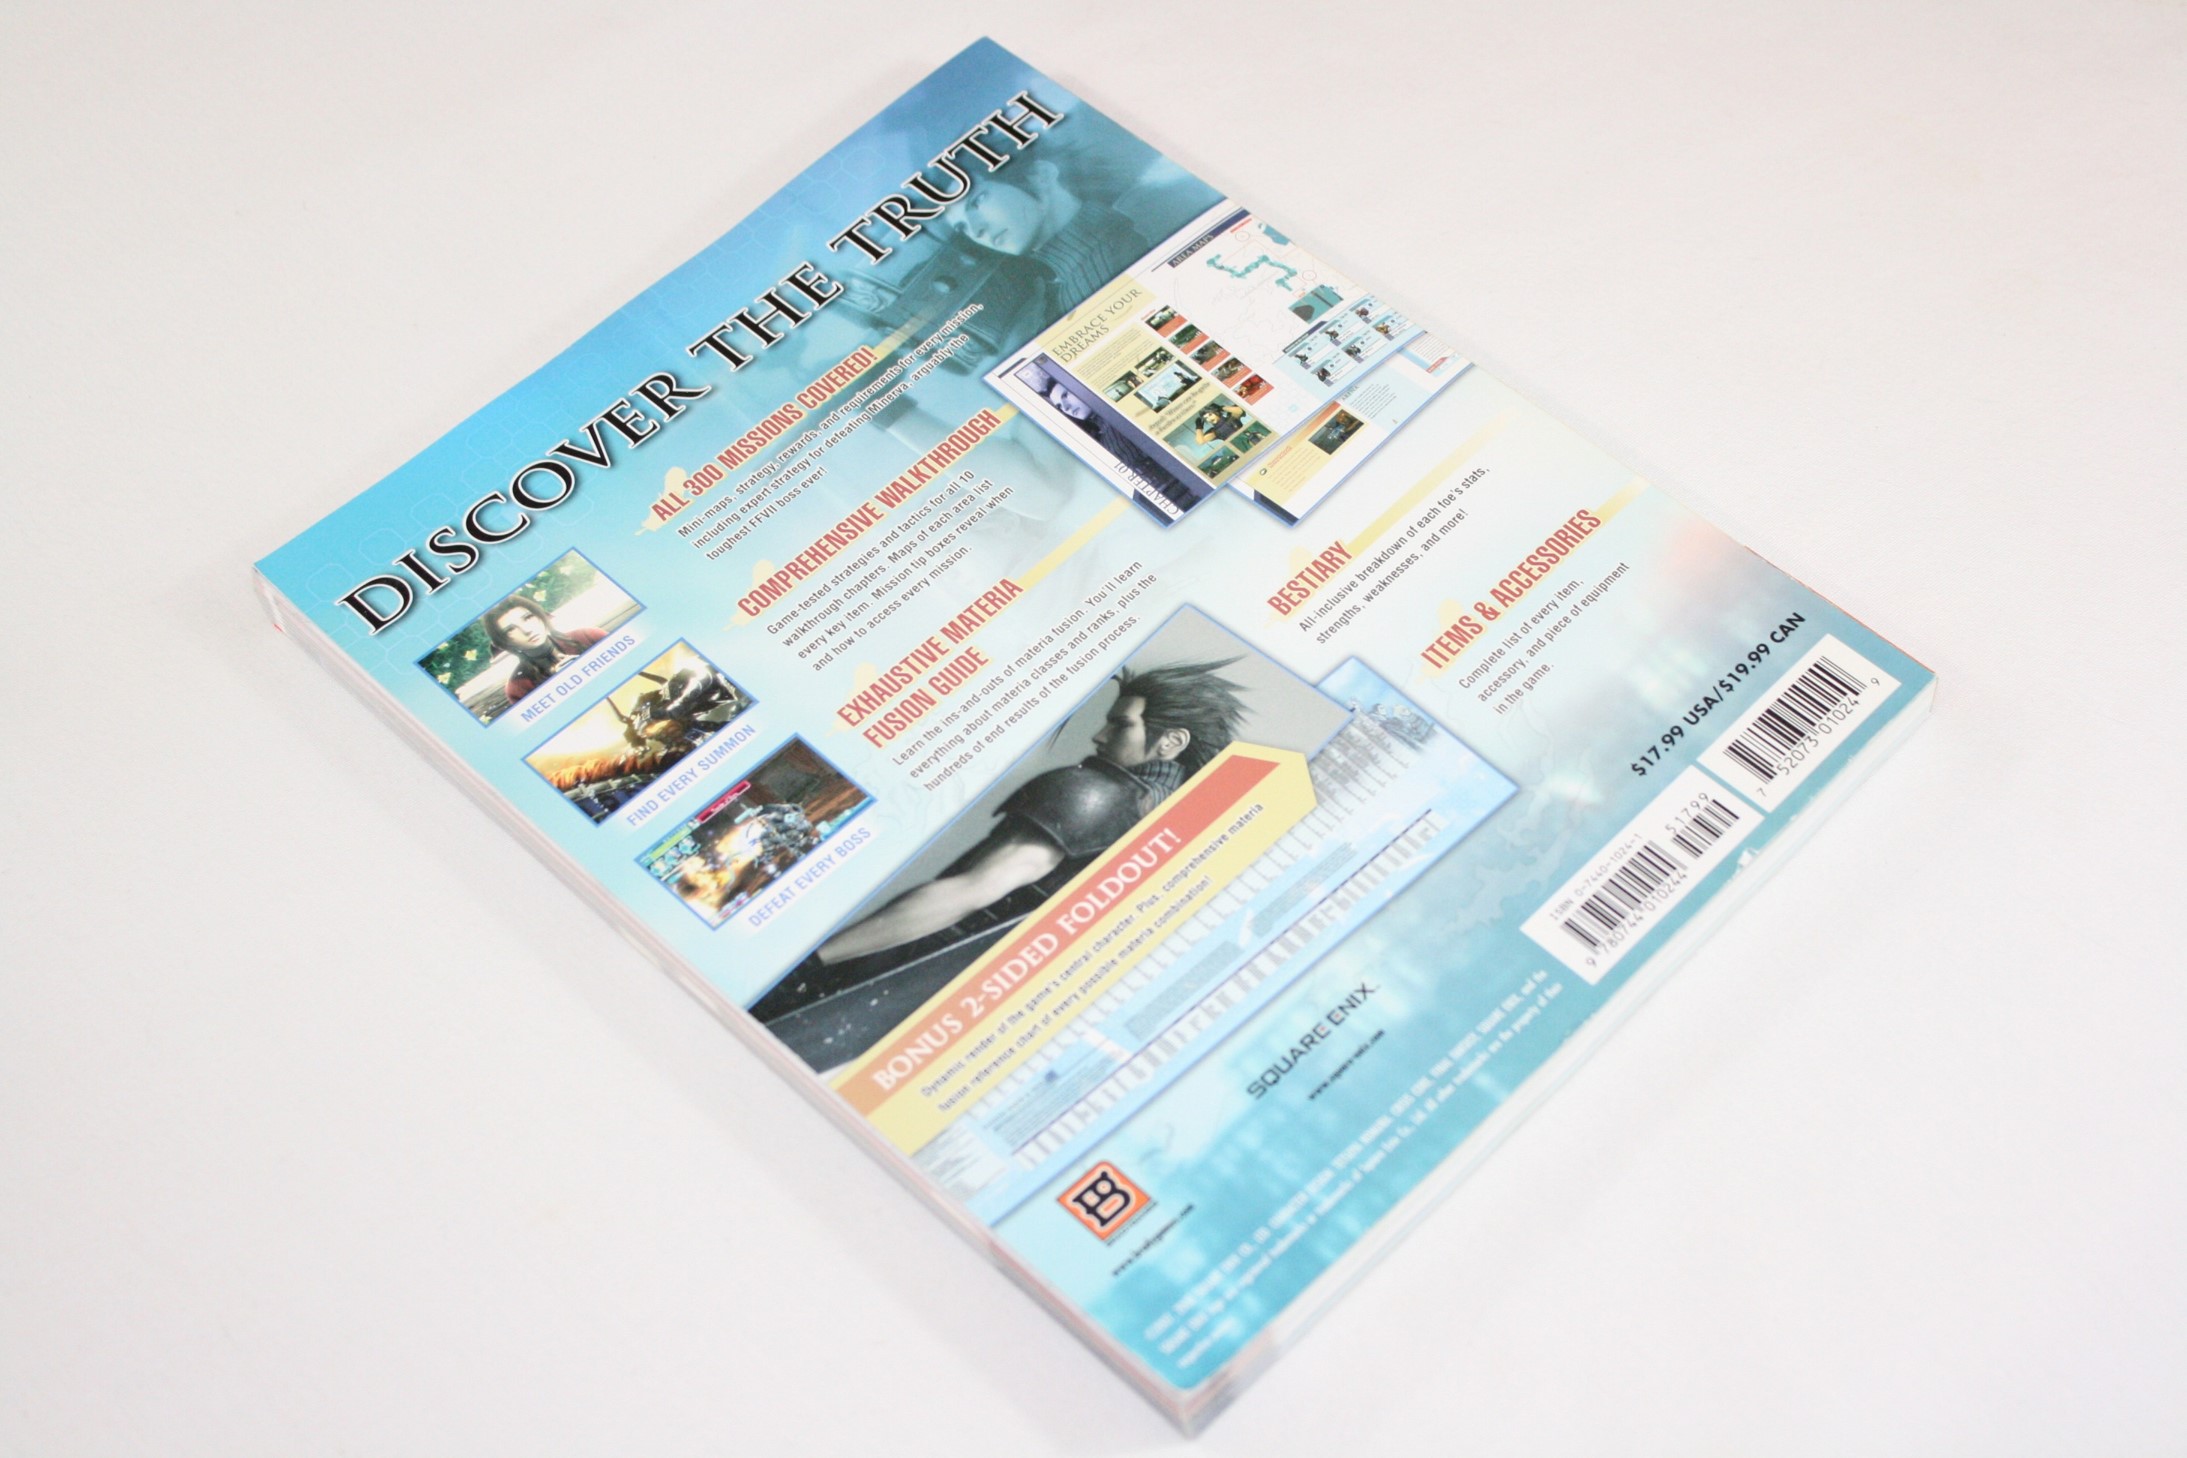 DISCOVER THE TRUTH
ALL 300 MISSIONS COVERED!
Mini-maps, strategy, rewards, and requirements for every mission,
including expert strategy for defeating Minerva, arguably the
toughest FFVII boss ever!
COMPREHENSIVE WALKTHROUGH
Game-tested strategies and tactics for all 10
walkthrough chapters. Maps of each area list
every key item. Mission tip boxes reveal when
and how to access every mission.
EXHAUSTIVE MATERIA
FUSION GUIDE
Learn the ins-and-outs of materia fusion. You'll learn
everything about materia classes and ranks, plus the
hundreds of end results of the fusion process.
MEET OLD FRIENDS
FIND EVERY SUMMON
DEFEAT EVERY BOSS
AREA MAPS
EMBRACE YOUR
DREAMS
CHAPTER 01
BESTIARY
All-inclusive breakdown of each foe's stats,
strengths, weaknesses, and more!
ITEMS & ACCESSORIES
Complete list of every item,
accessory, and piece of equipment
in the game.
BONUS 2-SIDED FOLDOUT!
Dynamic render of the game's central character. Plus, comprehensive materia
fusion reference chart of every possible materia combination!
$17.99 USA/$19.99 CAN
7 52073 01024 9
ISBN 0-7440-1024-1
51799
9 780744 010244
SQUARE ENIX
www.square-enix.com
www.bradygames.com